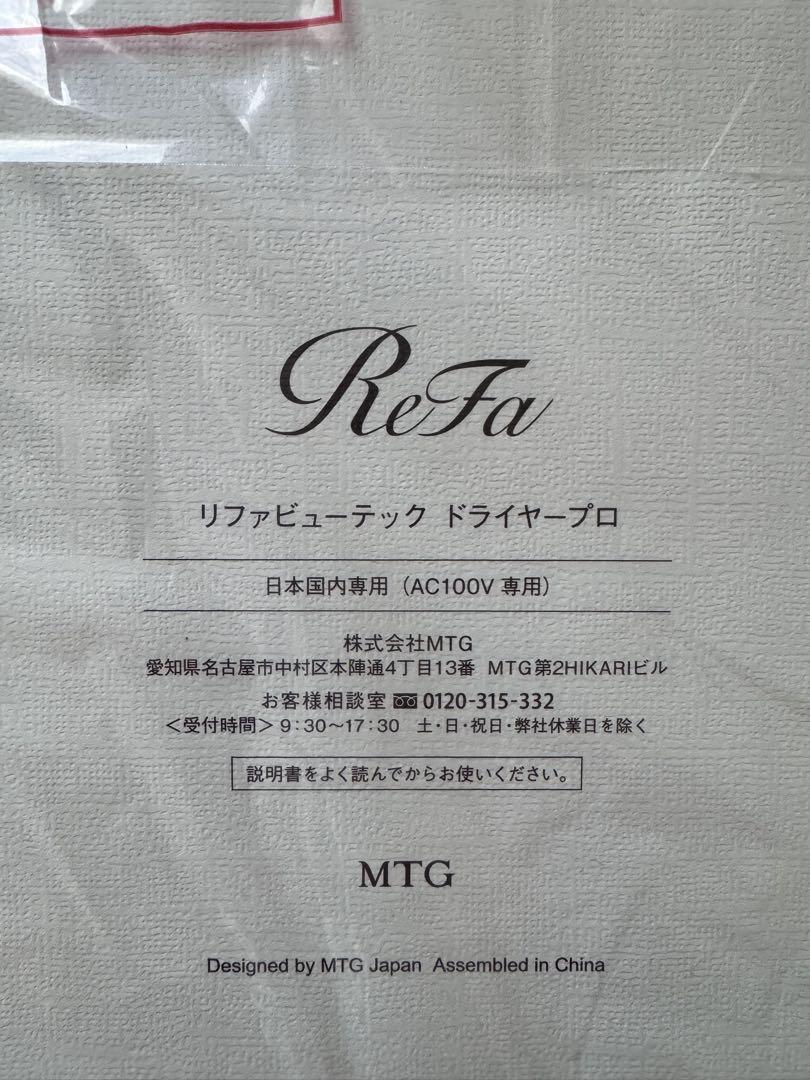 ReFa
リファビューテック ドライヤープロ
日本国内専用（AC100V 専用）
株式会社MTG
愛知県名古屋市中村区本陣通4丁目13番 MTG第2HIKARIビル
お客様相談室 0120-315-332
＜受付時間＞9：30〜17：30 土・日・祝日・弊社休業日を除く
説明書をよく読んでからお使いください。
MTG
Designed by MTG Japan Assembled in China